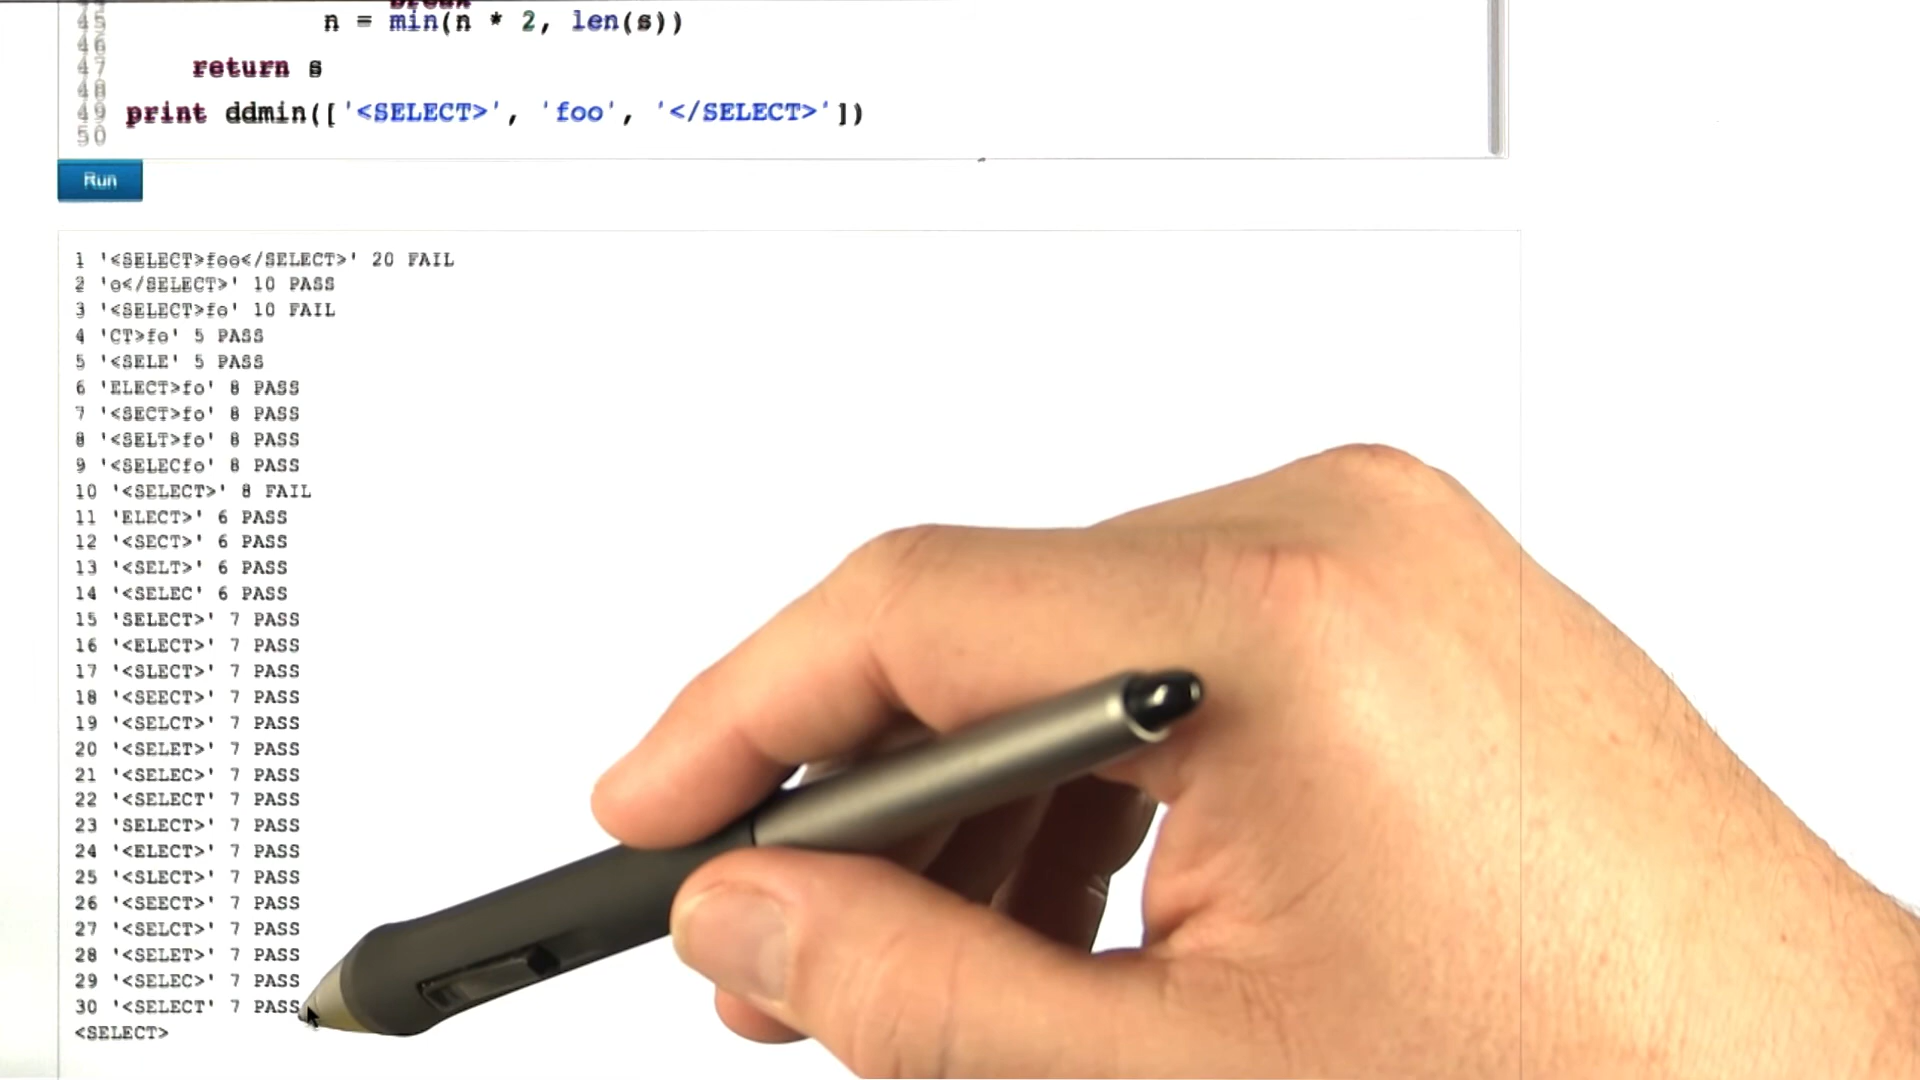 break
45 n = min(n * 2, len(s))
46
47 return s
48
49 print ddmin(['<SELECT>', 'foo', '</SELECT>'])
50
Run
1 '<SELECT>foo</SELECT>' 20 FAIL
2 'o</SELECT>' 10 PASS
3 '<SELECT>fo' 10 FAIL
4 'CT>fo' 5 PASS
5 '<SELE' 5 PASS
6 'ELECT>fo' 8 PASS
7 '<SECT>fo' 8 PASS
8 '<SELT>fo' 8 PASS
9 '<SELECfo' 8 PASS
10 '<SELECT>' 8 FAIL
11 'ELECT>' 6 PASS
12 '<SECT>' 6 PASS
13 '<SELT>' 6 PASS
14 '<SELEC' 6 PASS
15 'SELECT>' 7 PASS
16 '<ELECT>' 7 PASS
17 '<SLECT>' 7 PASS
18 '<SEECT>' 7 PASS
19 '<SELCT>' 7 PASS
20 '<SELET>' 7 PASS
21 '<SELEC>' 7 PASS
22 '<SELECT' 7 PASS
23 'SELECT>' 7 PASS
24 '<ELECT>' 7 PASS
25 '<SLECT>' 7 PASS
26 '<SEECT>' 7 PASS
27 '<SELCT>' 7 PASS
28 '<SELET>' 7 PASS
29 '<SELEC>' 7 PASS
30 '<SELECT' 7 PASS
<SELECT>